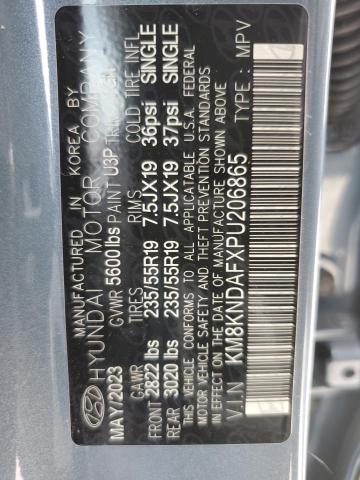 MANUFACTURED IN KOREA BY
HYUNDAI MOTOR COMPANY
MAY/2023 GVWR 5600lbs PAINT U3P TRIM
GAWR TIRES RIMS COLD TIRE INFL
FRONT 2822 lbs 235/55R19 7.5JX19 36psi SINGLE
REAR 3020 lbs 235/55R19 7.5JX19 37psi SINGLE
THIS VEHICLE CONFORMS TO ALL APPLICABLE U.S.A. FEDERAL
MOTOR VEHICLE SAFETY, BUMPER, AND THEFT PREVENTION
STANDARDS IN EFFECT ON THE DATE OF MANUFACTURE SHOWN ABOVE
V.I.N : KM8KNDAFXPU206865 TYPE : MPV